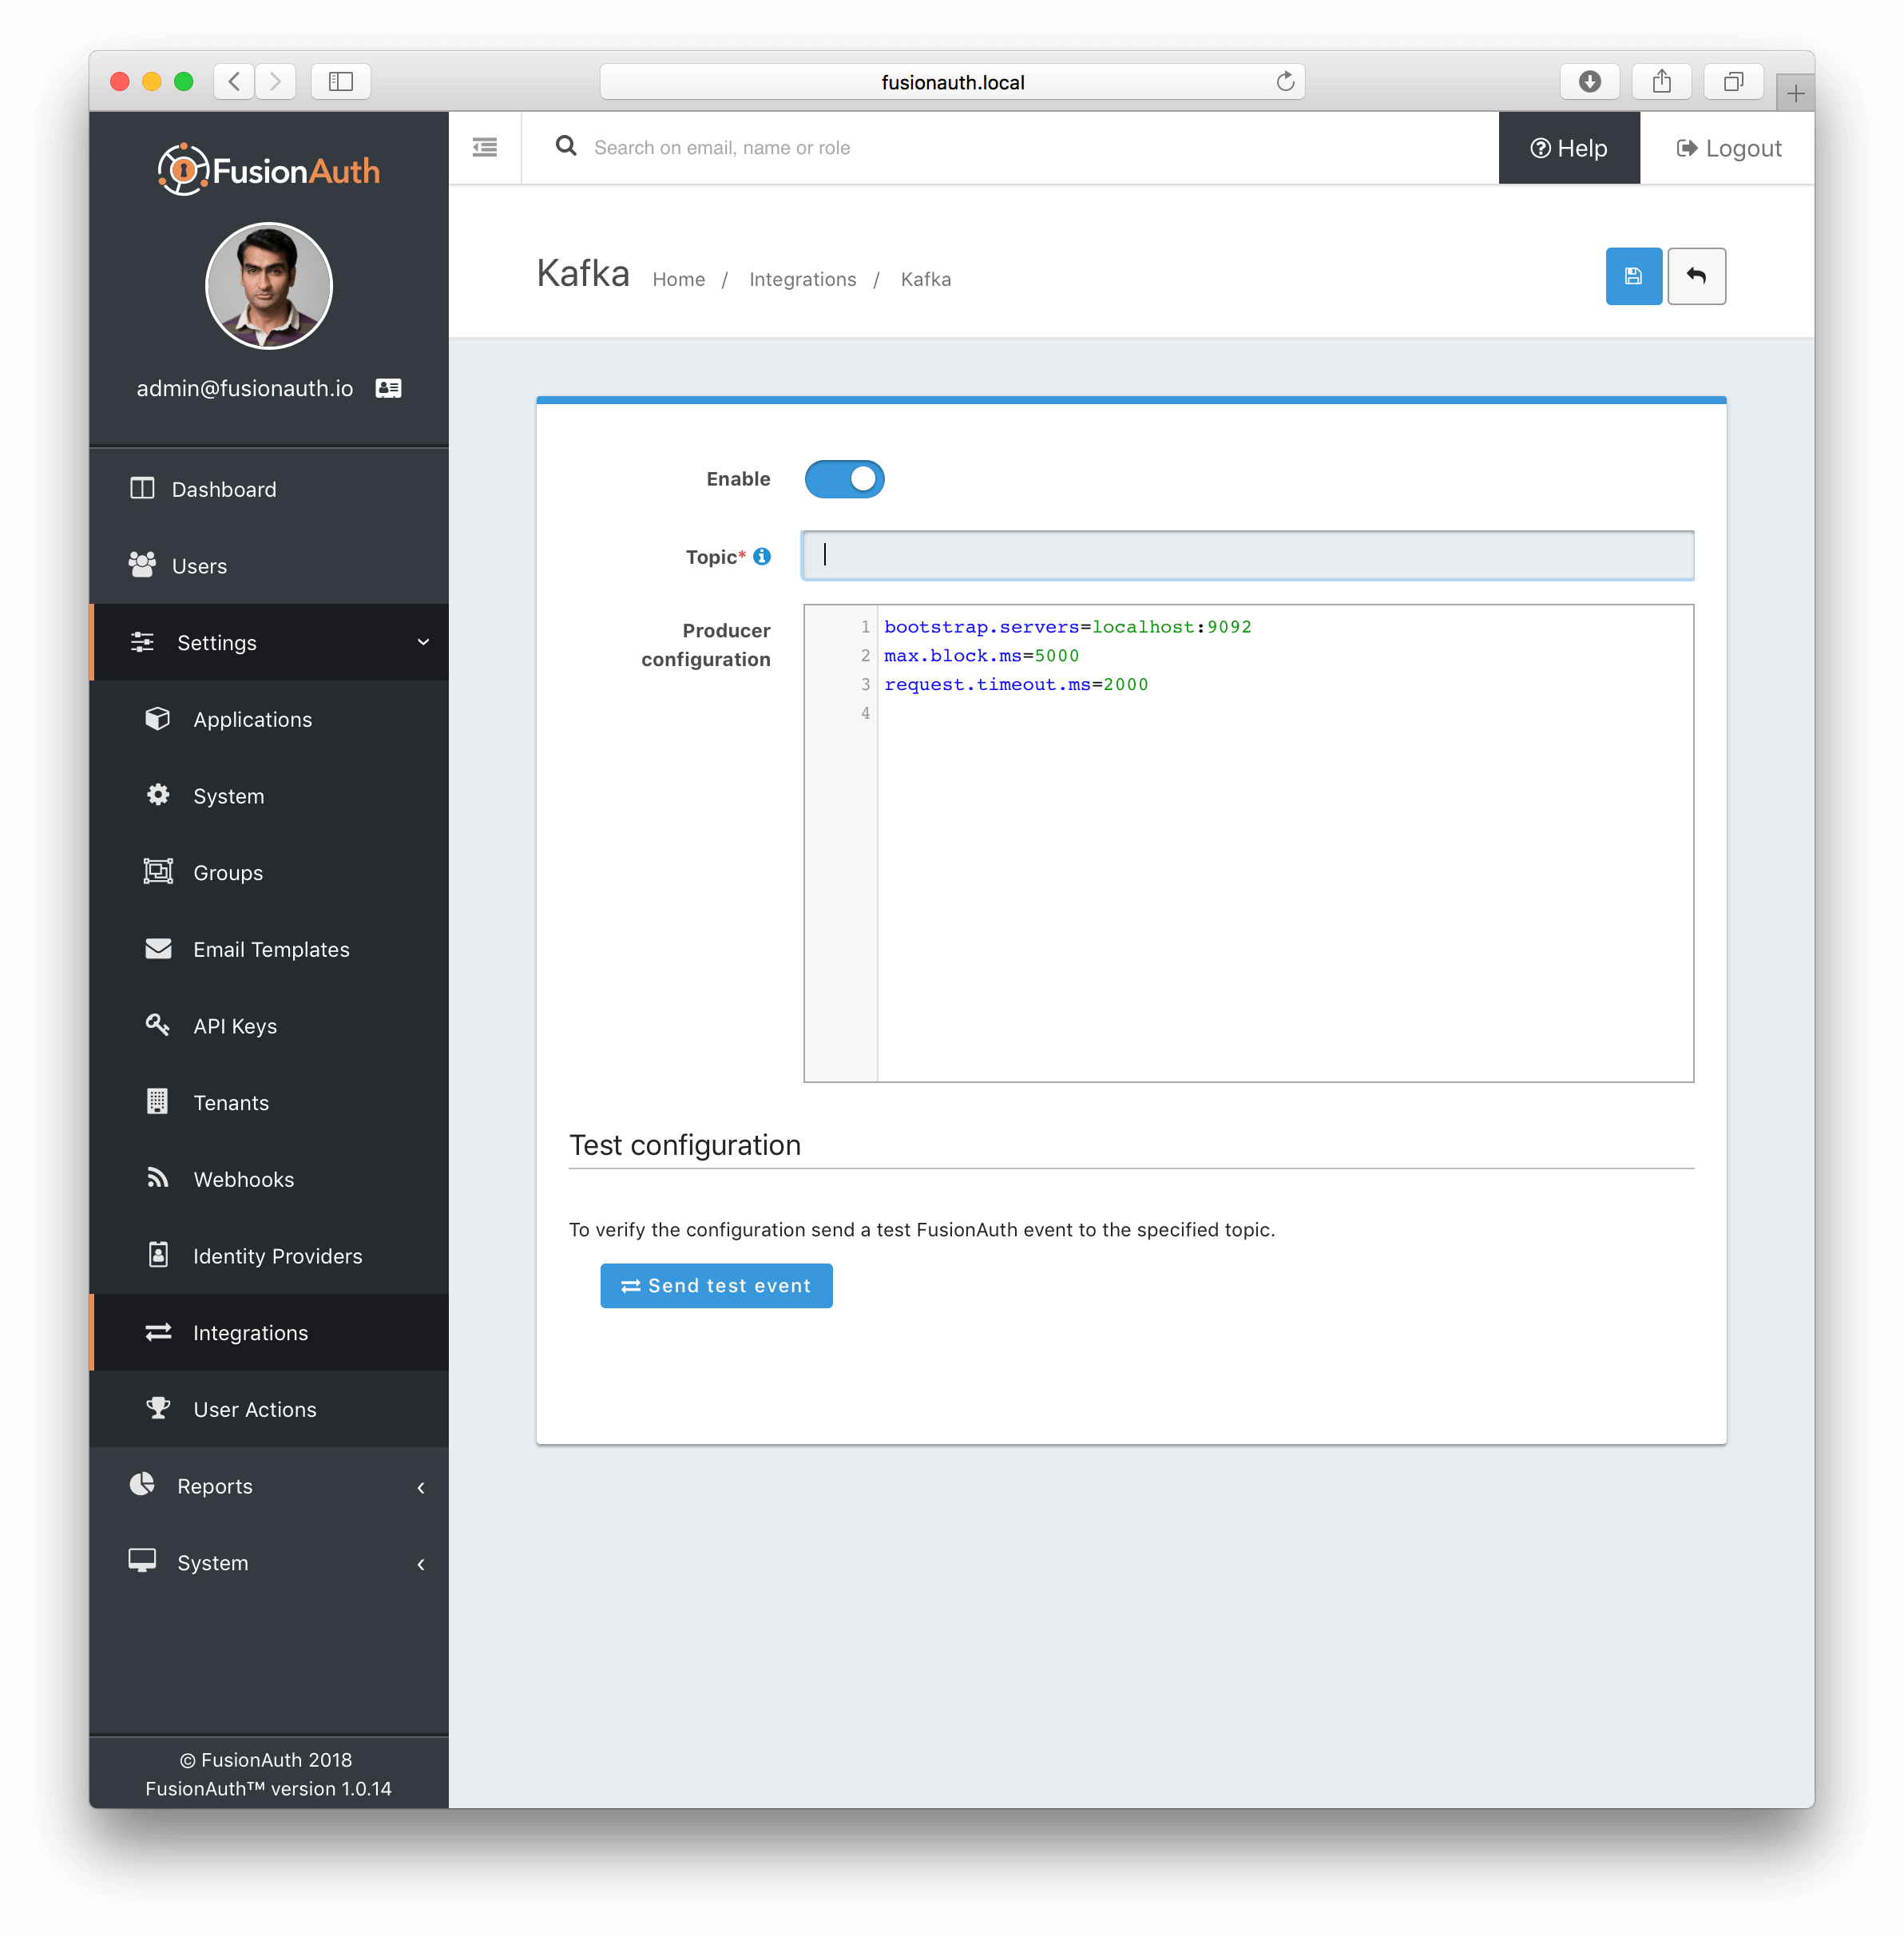 fusionauth.local
FusionAuth
Search on email, name or role
Help
Logout
admin@fusionauth.io
Kafka
Home / Integrations / Kafka
Dashboard
Users
Settings
Applications
System
Groups
Email Templates
API Keys
Tenants
Webhooks
Identity Providers
Integrations
User Actions
Reports
System
© FusionAuth 2018
FusionAuth™ version 1.0.14
Enable
Topic*
Producer
configuration
1 bootstrap.servers=localhost:9092
2 max.block.ms=5000
3 request.timeout.ms=2000
4
Test configuration
To verify the configuration send a test FusionAuth event to the specified topic.
Send test event